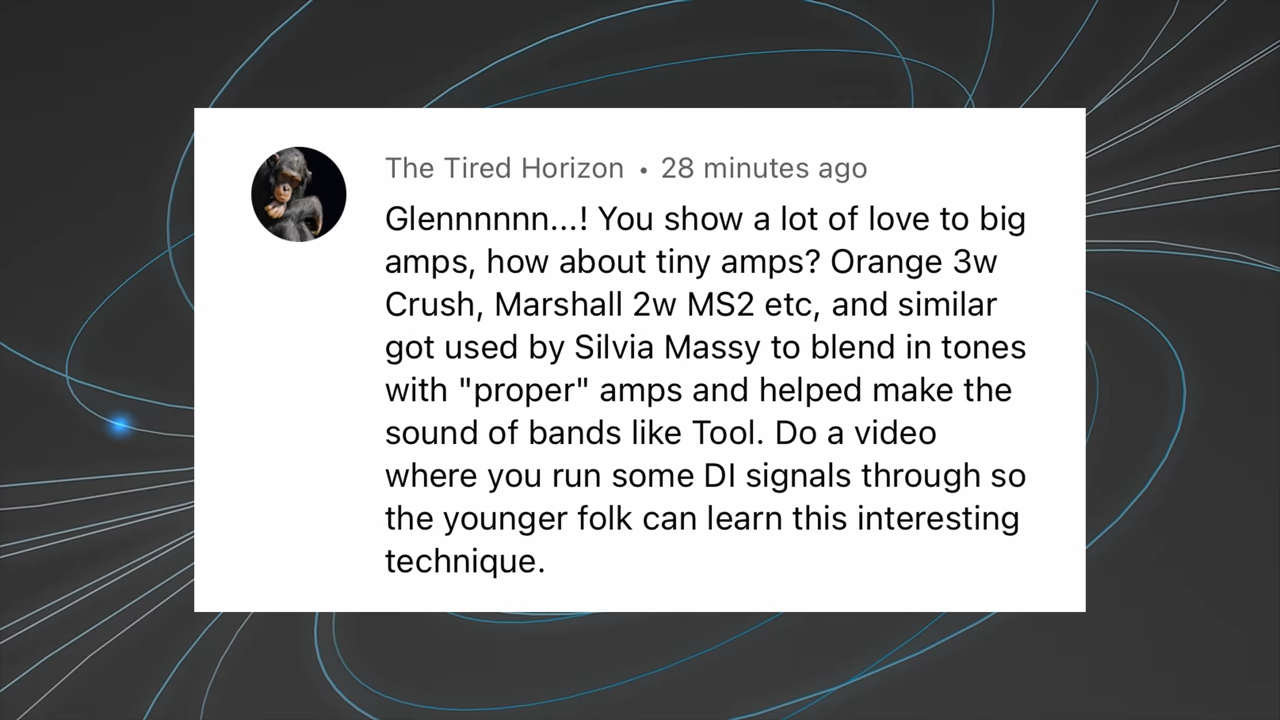 The Tired Horizon • 28 minutes ago
Glennnnnn...! You show a lot of love to big
amps, how about tiny amps? Orange 3w
Crush, Marshall 2w MS2 etc, and similar
got used by Silvia Massy to blend in tones
with "proper" amps and helped make the
sound of bands like Tool. Do a video
where you run some DI signals through so
the younger folk can learn this interesting
technique.